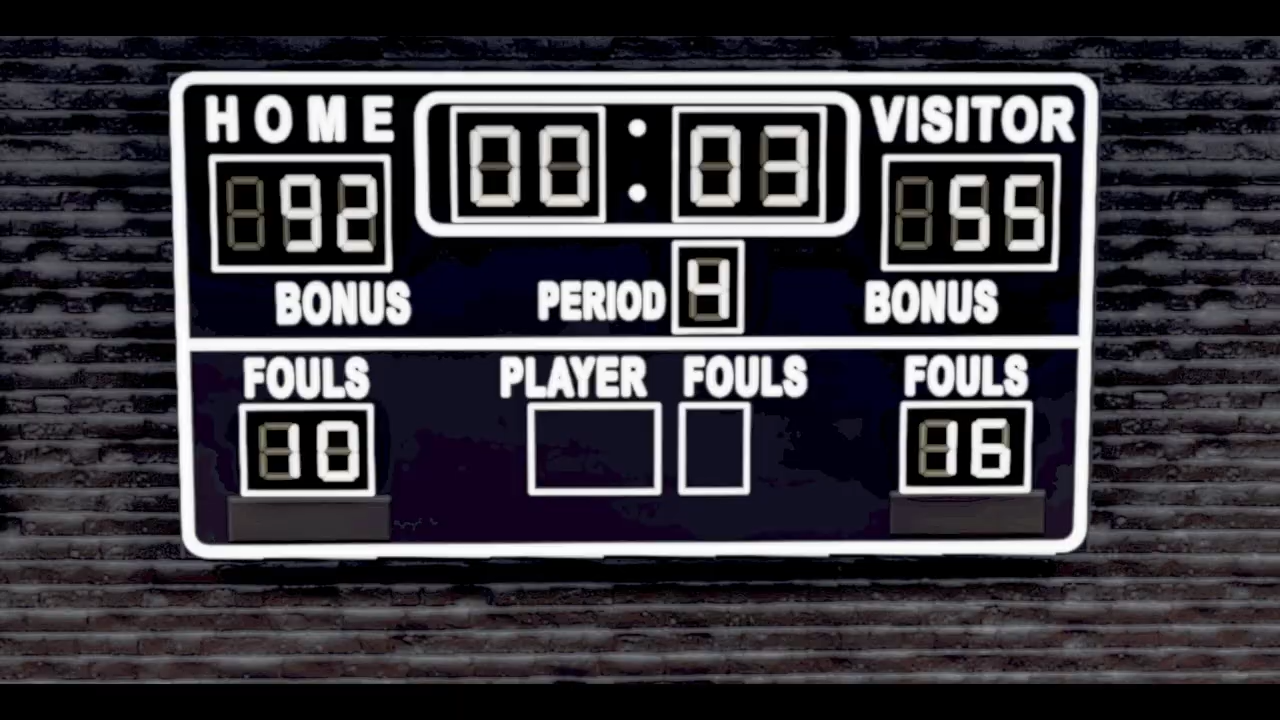 HOME 00:03 VISITOR
92 55
BONUS PERIOD 4 BONUS
FOULS PLAYER FOULS FOULS
10 16